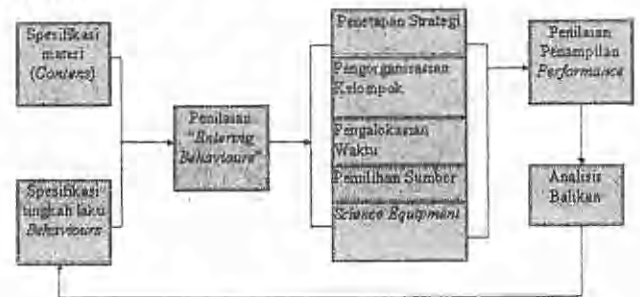 Spesifikasi
materi
(Contens)
Spesifikasi
tingkah laku
Behaviours
Penilaian
"Entering
Behaviours"
Penetapan Strategi
Pengorganisasian
Kelompok
Pengalokasian
Waktu
Pemilihan Sumber
Science Equipment
Penilaian
Penampilan
Performance
Analisis
Balikan